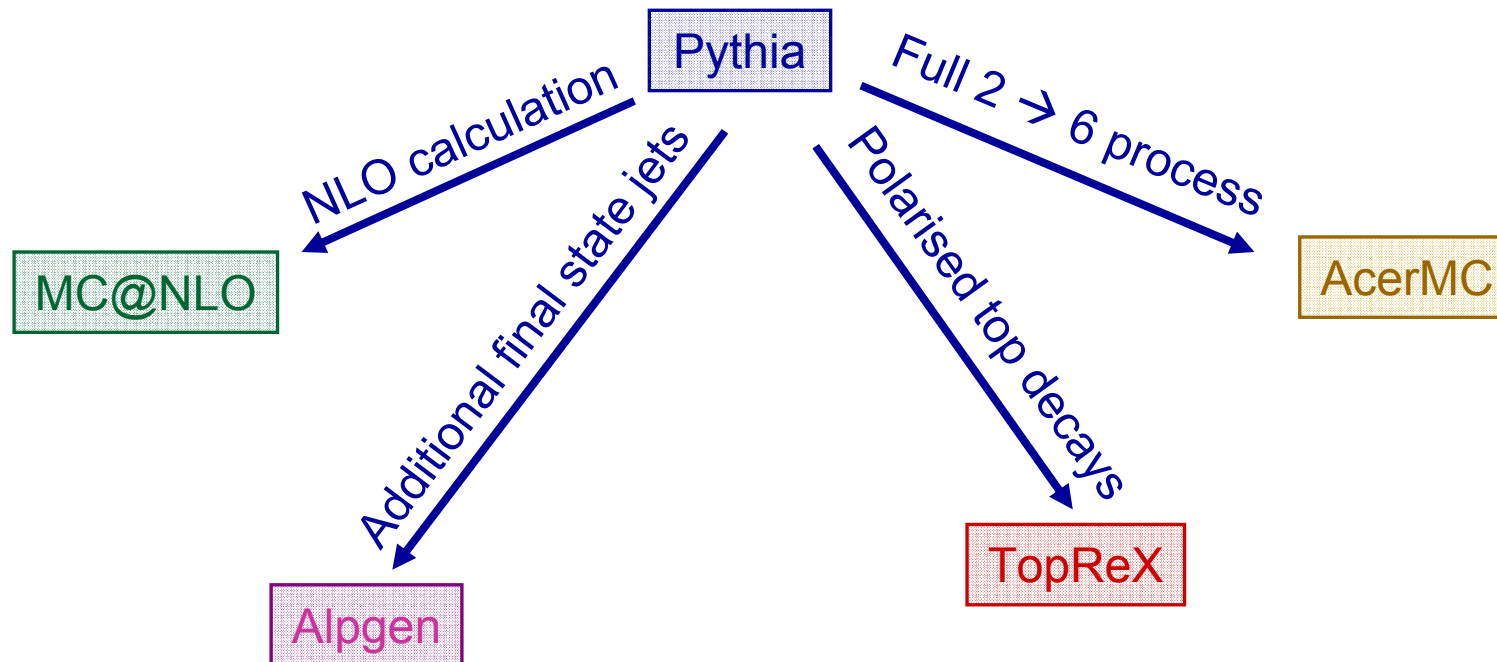 Pythia
NLO calculation
Additional final state jets
Polarised top decays
Full 2 → 6 process
MC@NLO
AcerMC
TopReX
Alpgen